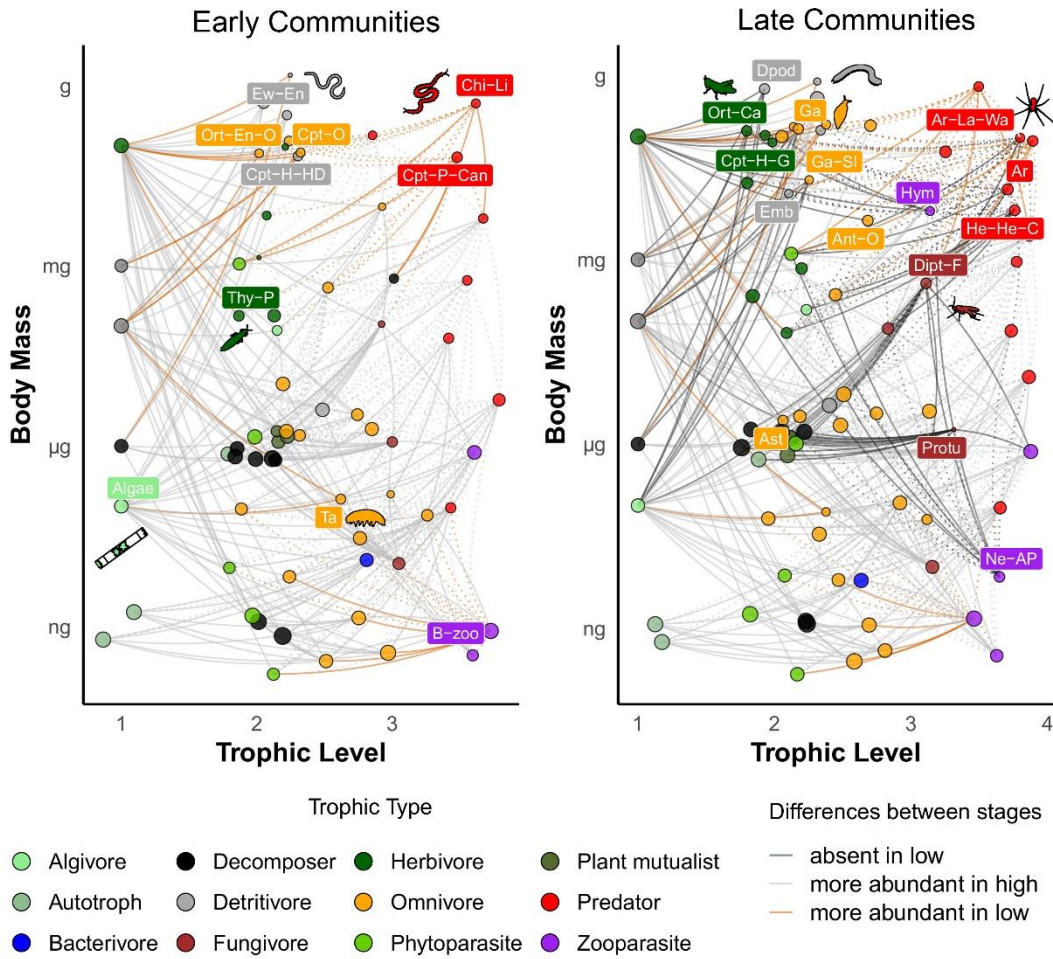 Early Communities
Late Communities
g
Ew−En
Chi−Li
Ort−En−O
Cpt−O
Cpt−H−HD
Cpt−P−Can
mg
Thy−P
µg
Algae
Ta
ng
B−zoo
Body Mass
1
2
3
Trophic Level
g
Dpod
Ort−Ca
Ga
Ar−La−Wa
Cpt−H−G
Ga−Sl
Ar
Hym
Emb
He−He−C
Ant−O
mg
Dipt−F
µg
Ast
Protu
Ne−AP
ng
Body Mass
1
2
3
4
Trophic Level
Trophic Type
Algivore
Decomposer
Herbivore
Plant mutualist
Autotroph
Detritivore
Omnivore
Predator
Bacterivore
Fungivore
Phytoparasite
Zooparasite
Differences between stages
absent in low
more abundant in high
more abundant in low